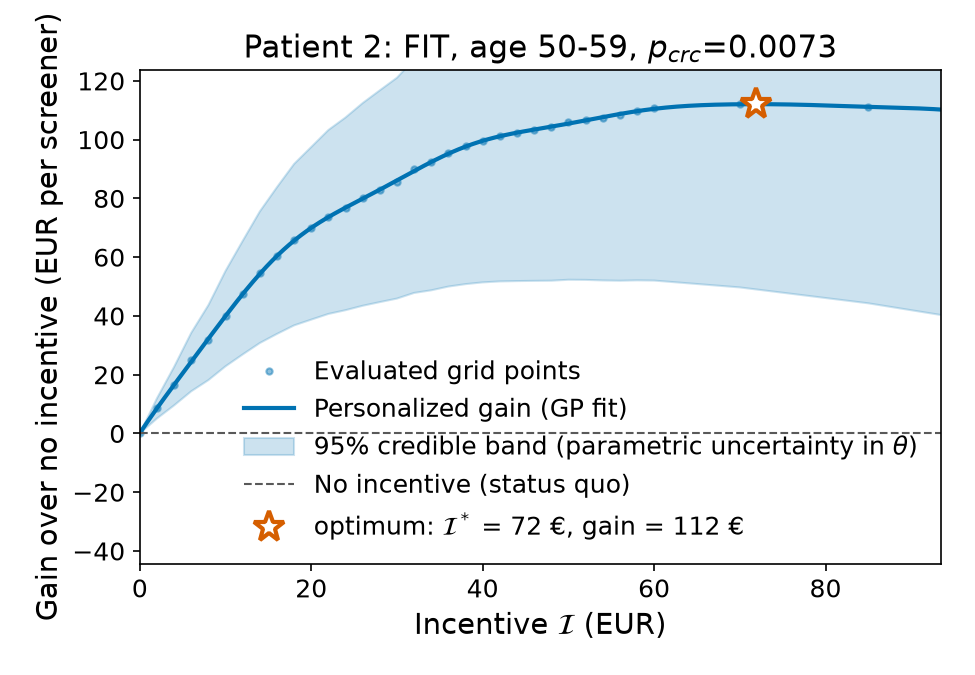 Patient 2: FIT, age 50-59, p_crc=0.0073
Gain over no incentive (EUR per screener)
120
100
80
60
40
20
0
−20
−40
Evaluated grid points
Personalized gain (GP fit)
95% credible band (parametric uncertainty in θ)
No incentive (status quo)
optimum: 𝓘* = 72 €, gain = 112 €
0 20 40 60 80
Incentive 𝓘 (EUR)